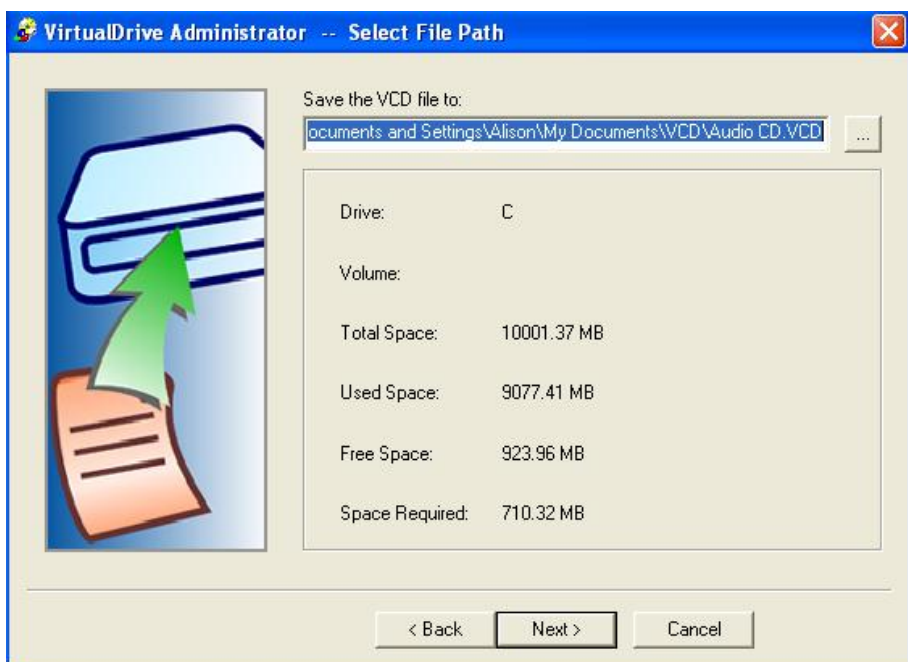 VirtualDrive Administrator -- Select File Path
Save the VCD file to:
ocuments and Settings\Alison\My Documents\VCD\Audio CD.VCD
...
Drive: C
Volume:
Total Space: 10001.37 MB
Used Space: 9077.41 MB
Free Space: 923.96 MB
Space Required: 710.32 MB
< Back Next > Cancel